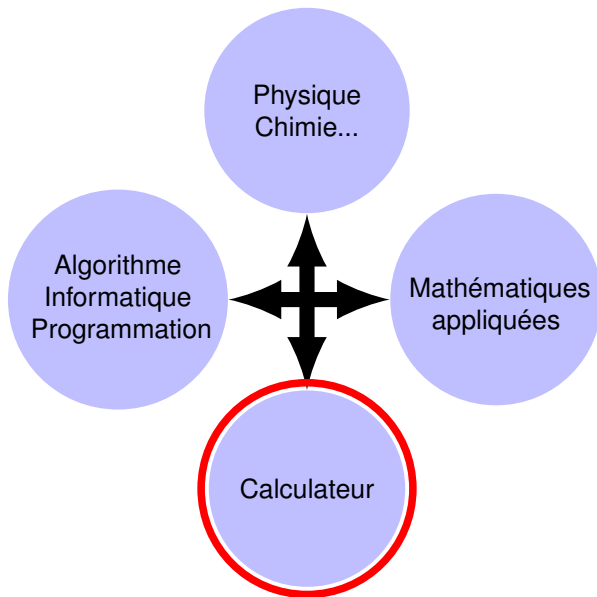 Physique
Chimie...
Algorithme
Informatique
Programmation
Mathématiques
appliquées
Calculateur